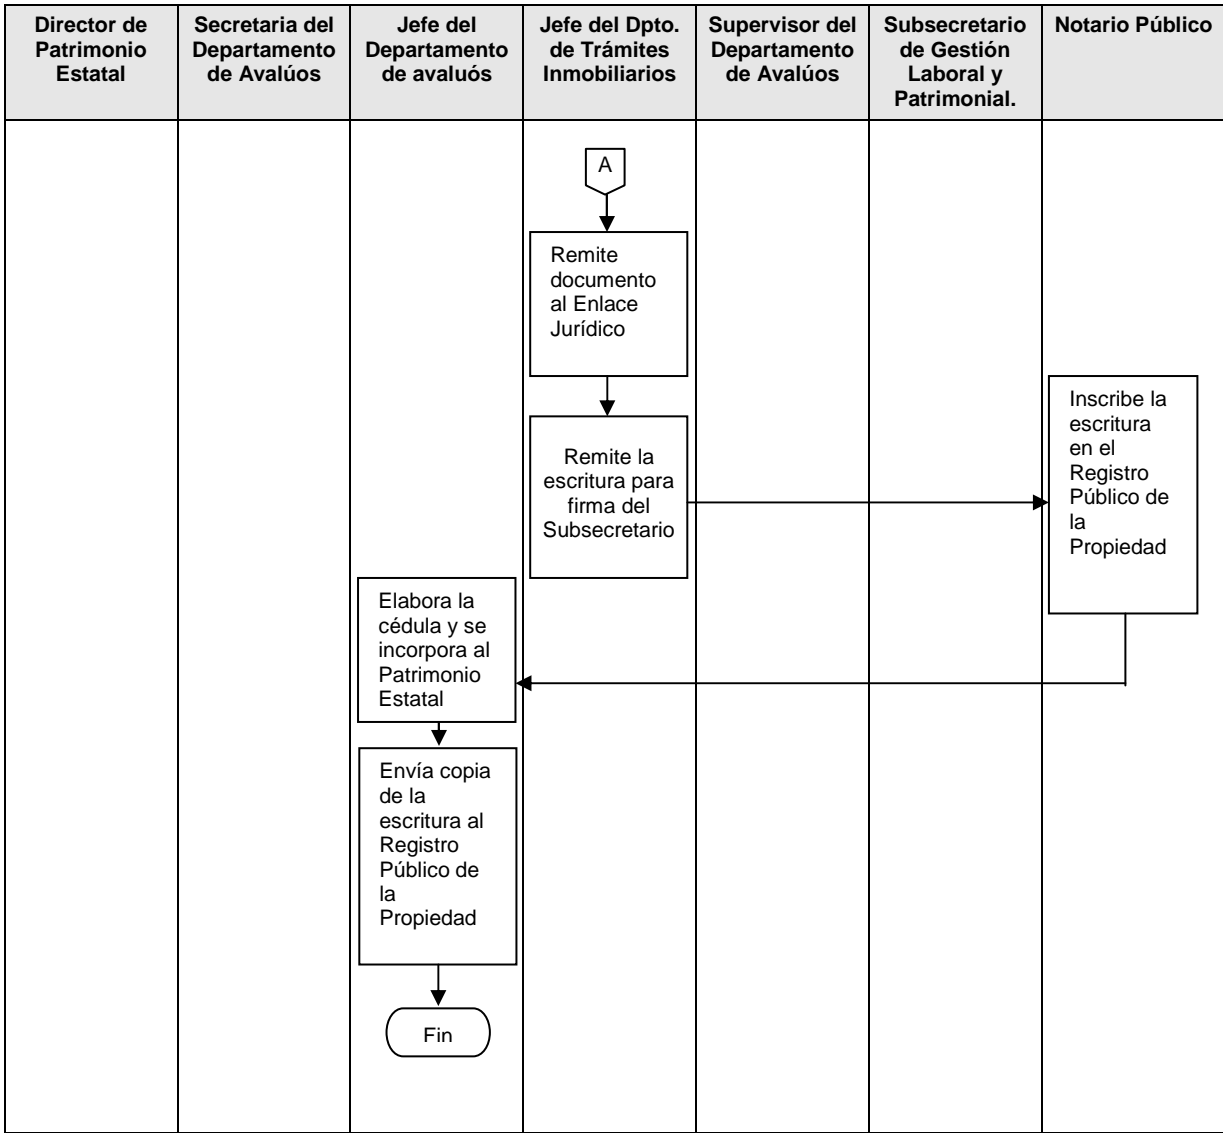 Director de
Patrimonio
Estatal
Secretaria del
Departamento
de Avalúos
Jefe del
Departamento
de avaluós
Jefe del Dpto.
de Trámites
Inmobiliarios
Supervisor del
Departamento
de Avalúos
Subsecretario
de Gestión
Laboral y
Patrimonial.
Notario Público
A
Remite
documento
al Enlace
Jurídico
Remite la
escritura para
firma del
Subsecretario
Inscribe la
escritura
en el
Registro
Público de
la
Propiedad
Elabora la
cédula y se
incorpora al
Patrimonio
Estatal
Envía copia
de la
escritura al
Registro
Público de
la
Propiedad
Fin